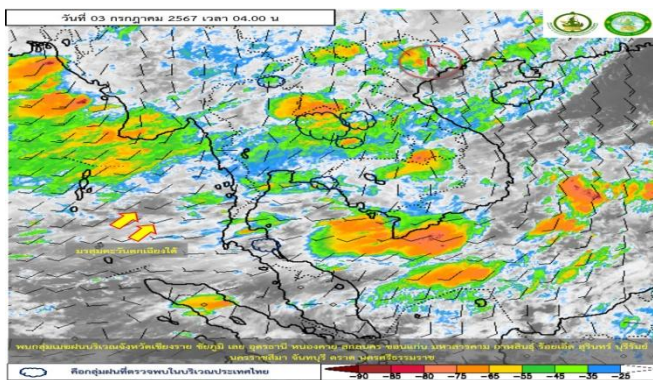 วันที่ 03 กรกฎาคม 2567 เวลา 04.00 น
มรสุมตะวันตกเฉียงใต้
พบกลุ่มเมฆฝนบริเวณจังหวัดเชียงราย ชัยภูมิ เลย อุดรธานี หนองคาย สกลนคร ขอนแก่น มหาสารคาม กาฬสินธุ์ ร้อยเอ็ด สุรินทร์ บุรีรัมย์
นครราชสีมา จันทบุรี ตราด นครศรีธรรมราช
คือกลุ่มฝนที่ตรวจพบในบริเวณประเทศไทย
-90 -85 -80 -75 -65 -55 -45 -35 -25